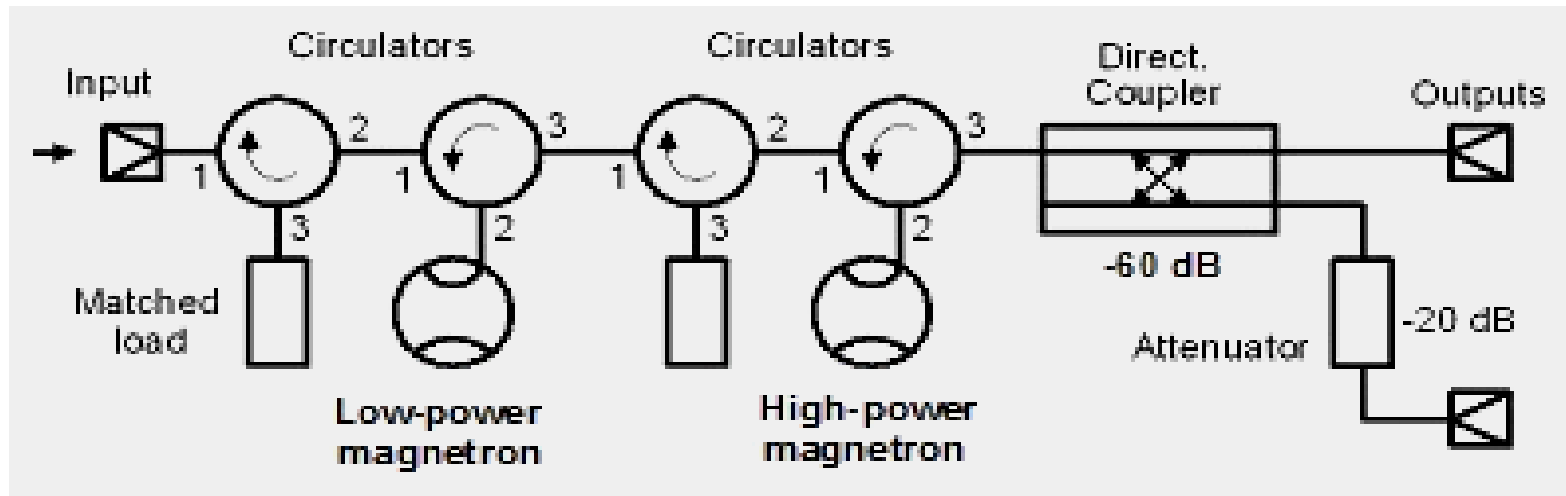 Circulators
Circulators
Direct.
Coupler
Input
Outputs
2
3
2
3
1
1
1
1
3
2
3
2
-60 dB
Matched
load
-20 dB
Attenuator
Low-power
magnetron
High-power
magnetron